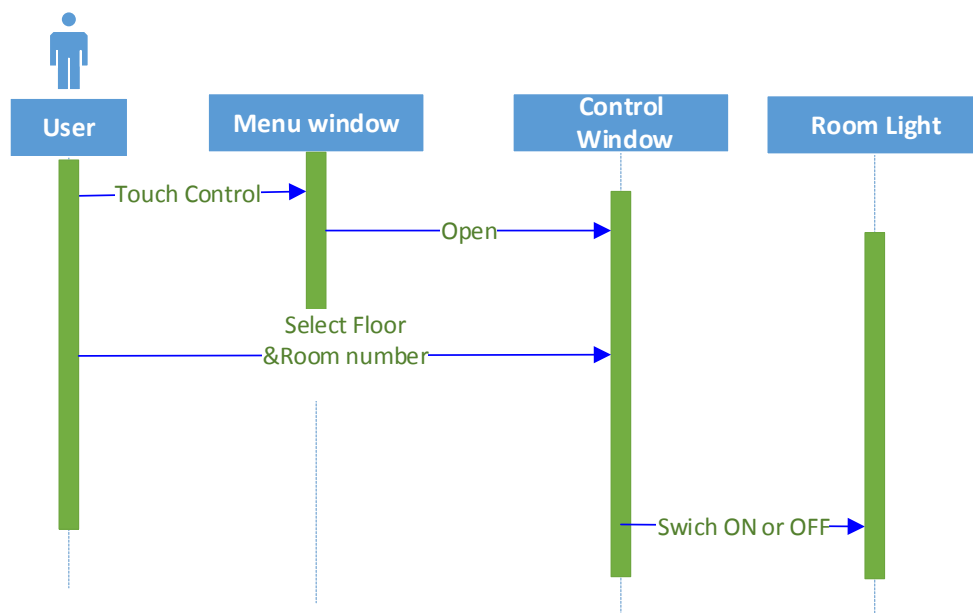 User
Menu window
Control
Window
Room Light
Touch Control
Open
Select Floor
&Room number
Swich ON or OFF